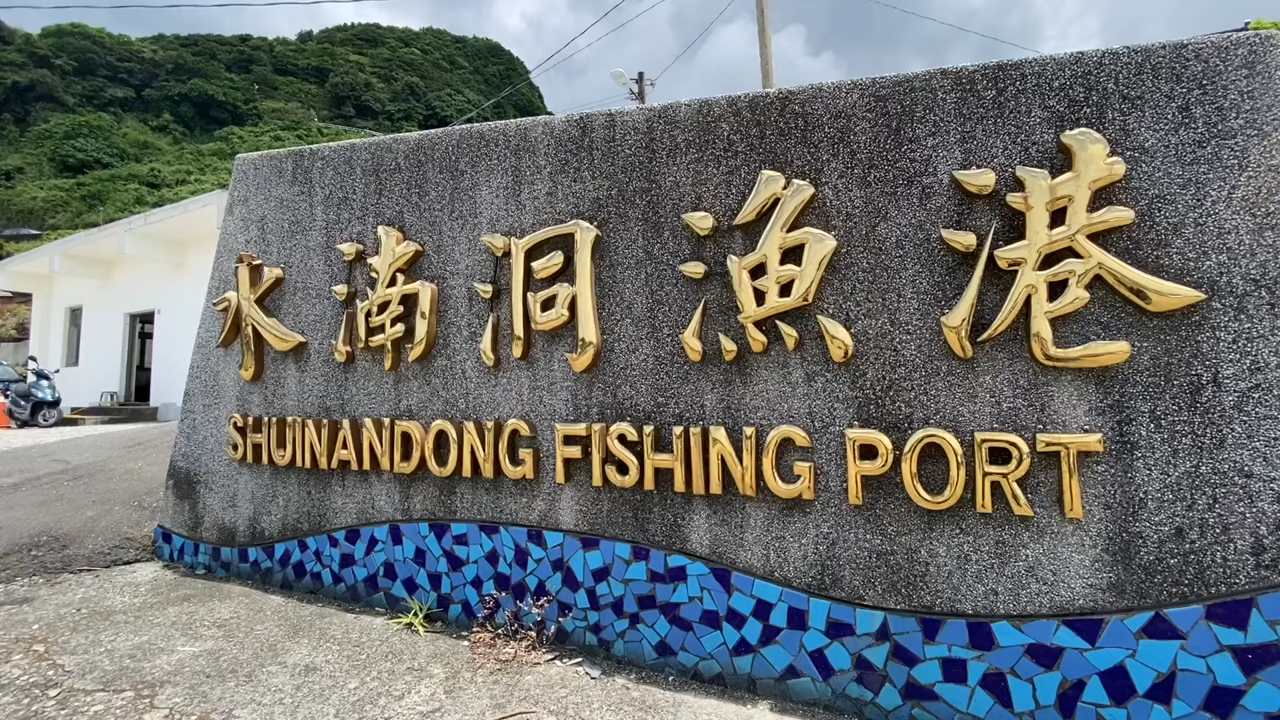 水湳洞漁港
SHUINANDONG FISHING PORT